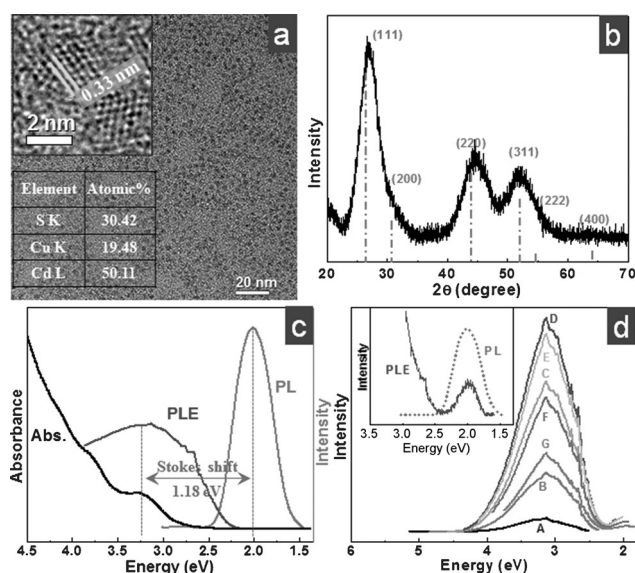 a
0.33 nm
2 nm
Element Atomic%
S K 30.42
Cu K 19.48
Cd L 50.11
20 nm
b
Intensity
(111)
(200)
(220)
(311)
(222)
(400)
20 30 40 50 60 70
2θ (degree)
c
Absorbance
Abs.
PLE
PL
Stokes shift
1.18 eV
4.5 4.0 3.5 3.0 2.5 2.0 1.5
Energy (eV)
Intensity
d
Intensity
Intensity
PLE
PL
3.5 3.0 2.5 2.0 1.5
Energy (eV)
D
E
C
F
G
B
A
6 5 4 3 2
Energy (eV)